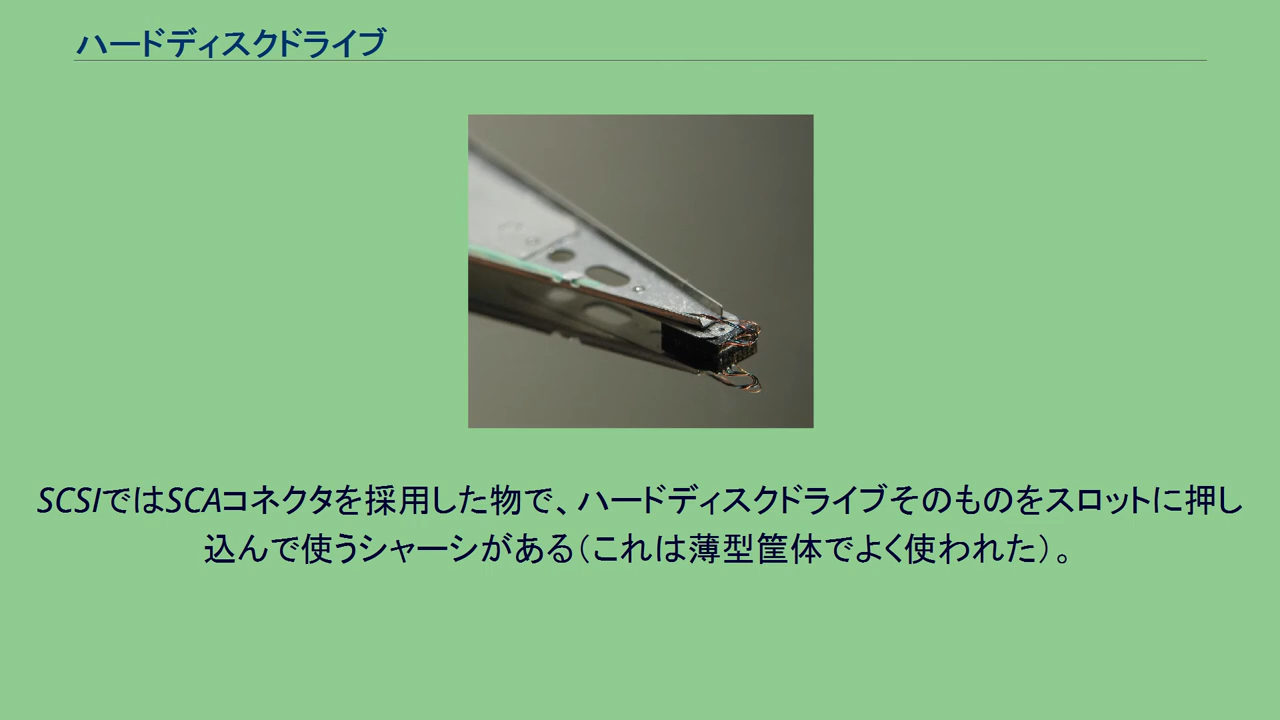 ハードディスクドライブ
SCSIではSCAコネクタを採用した物で、ハードディスクドライブそのものをスロットに押し
込んで使うシャーシがある（これは薄型筐体でよく使われた）。